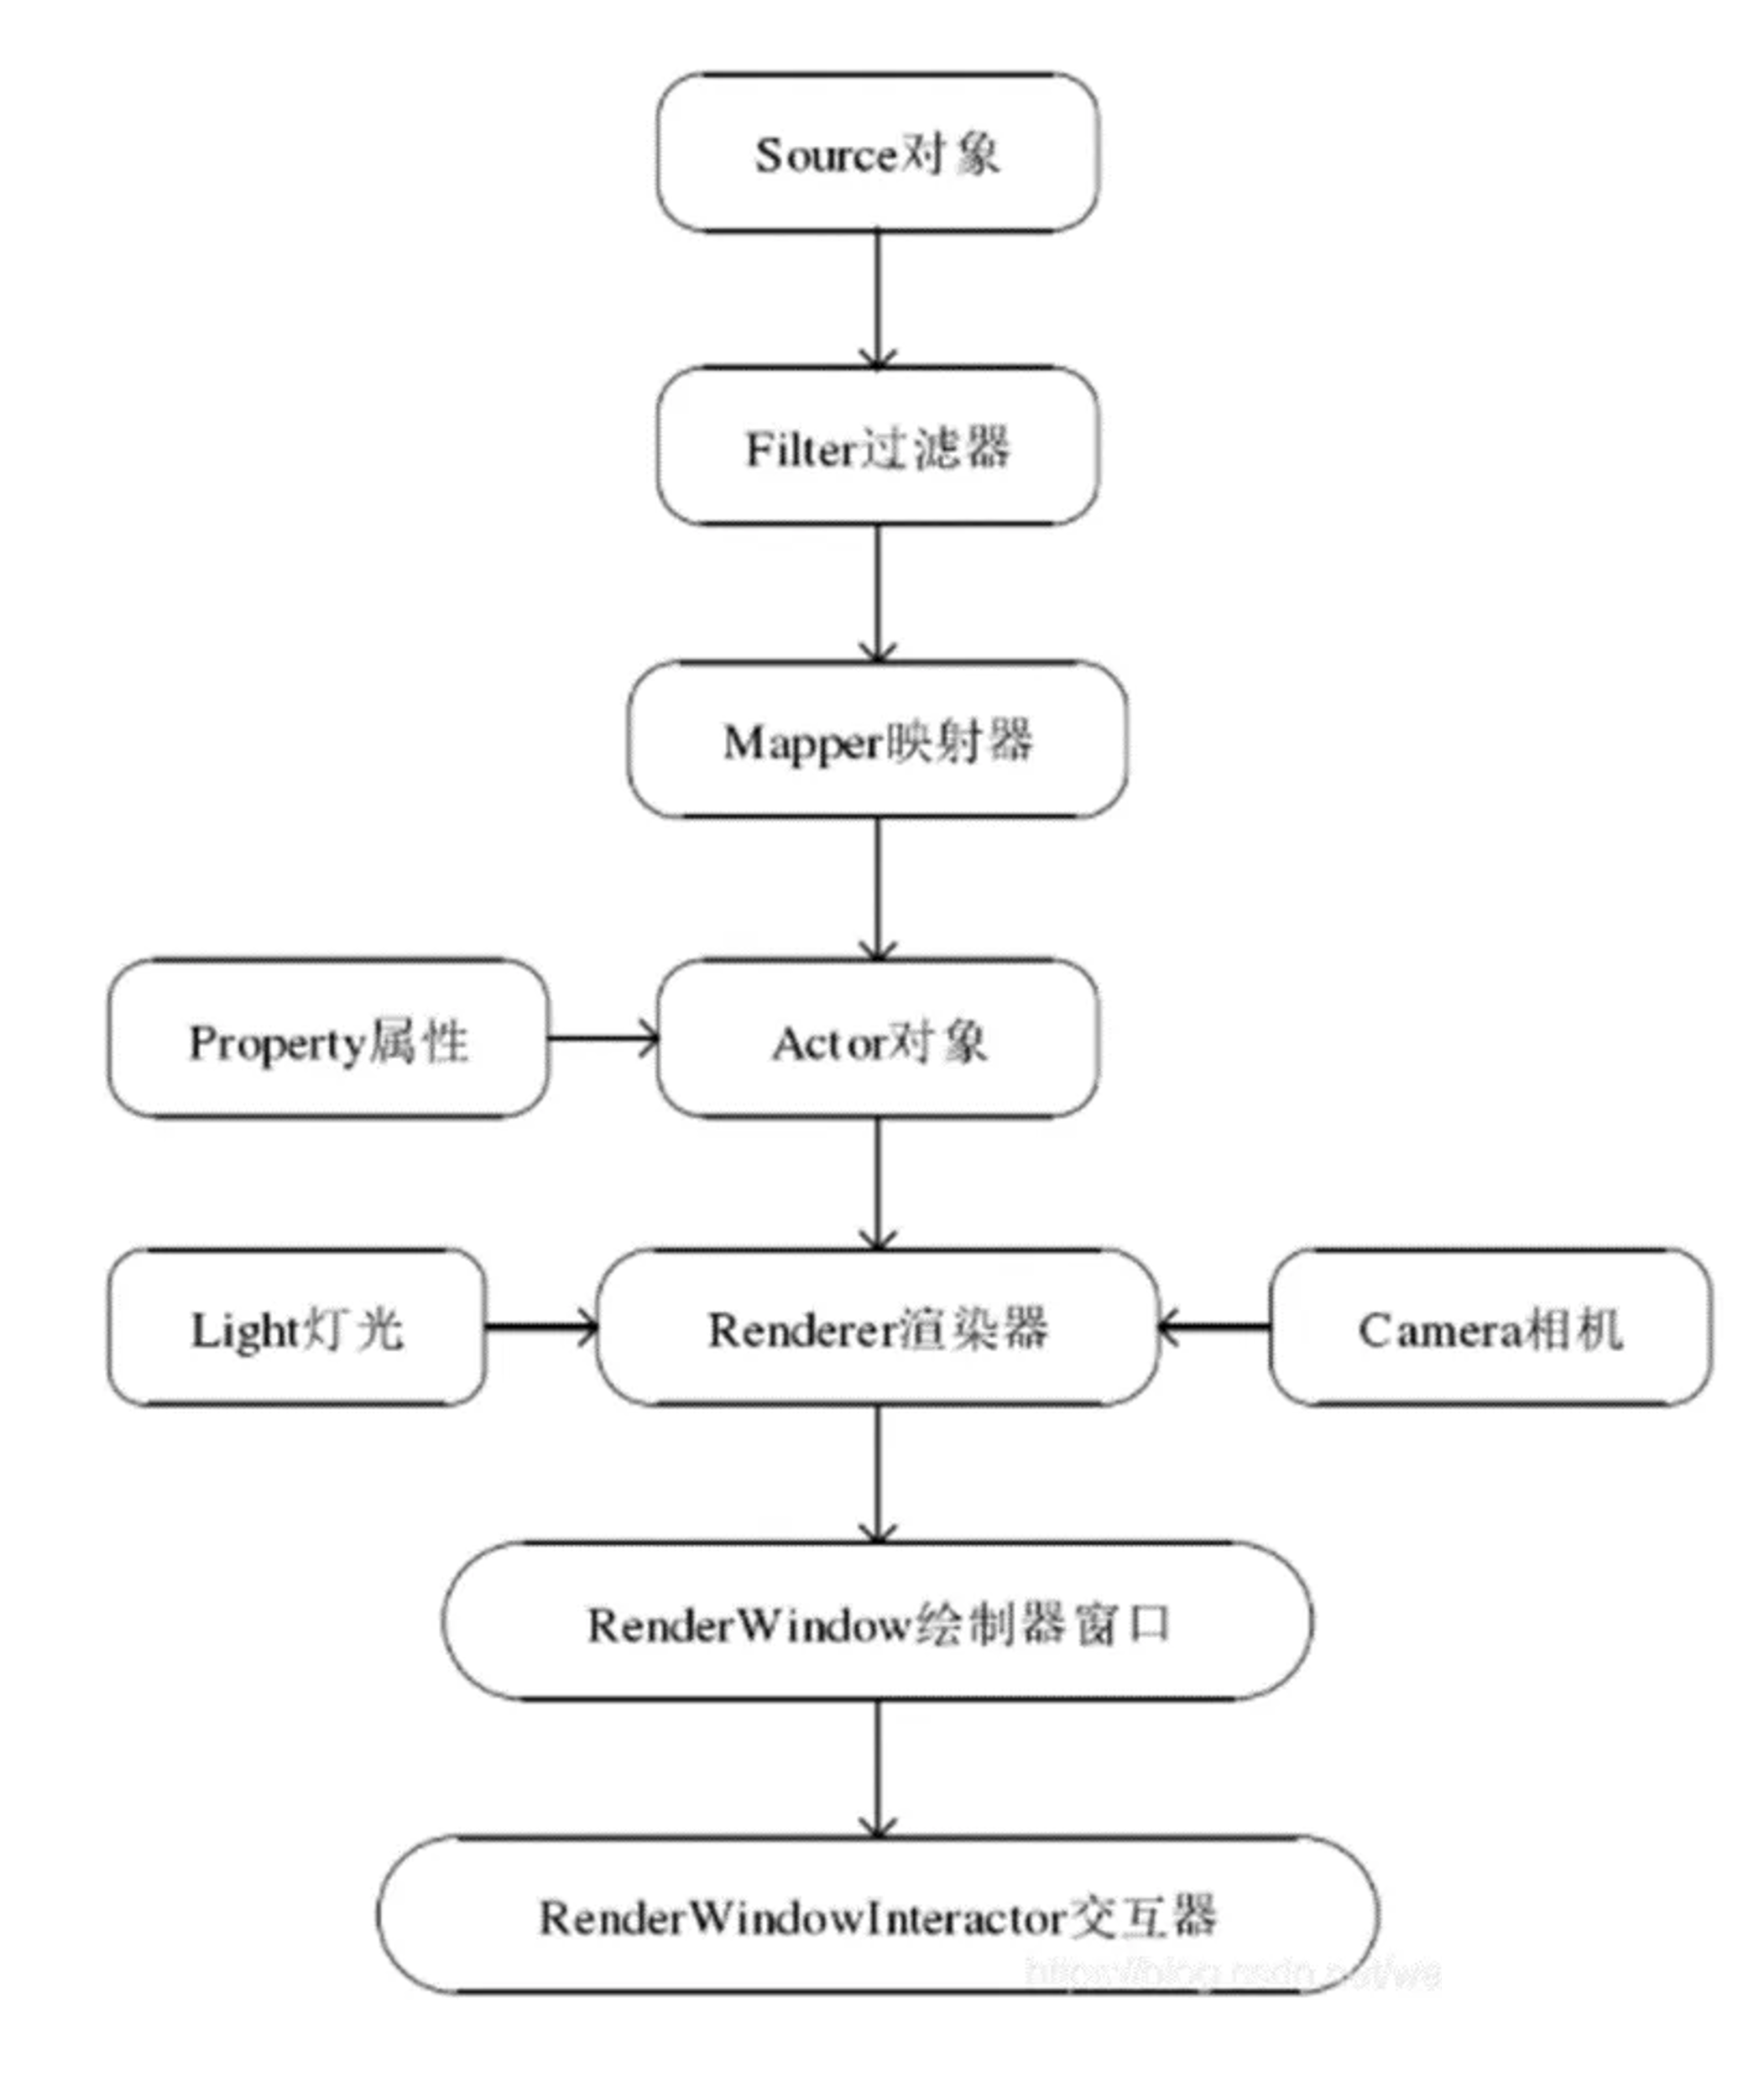 Source对象
Filter过滤器
Mapper映射器
Property属性
Actor对象
Light灯光
Renderer渲染器
Camera相机
RenderWindow绘制器窗口
RenderWindowInteractor交互器
https://blog.csdn.net/we